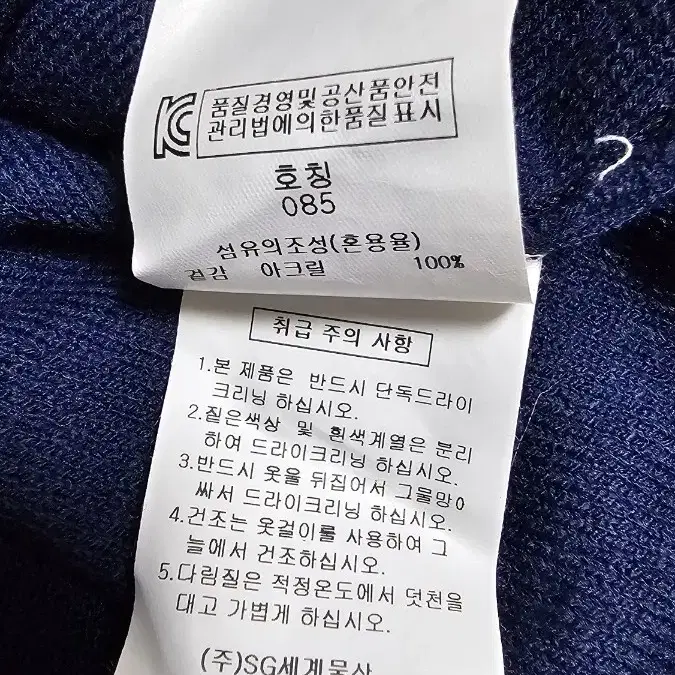 KC 품질경영및공산품안전
관리법에의한품질표시
호칭
085
섬유의조성(혼용율)
겉감 아크릴 100%
취급 주의 사항
1.본 제품은 반드시 단독드라이
크리닝 하십시오.
2.짙은색상 및 흰색계열은 분리
하여 드라이크리닝 하십시오.
3.반드시 옷을 뒤집어서 그물망에
싸서 드라이크리닝 하십시오.
4.건조는 옷걸이를 사용하여 그
늘에서 건조하십시오.
5.다림질은 적정온도에서 덧천을
대고 가볍게 하십시오.
(주)SG세계물산